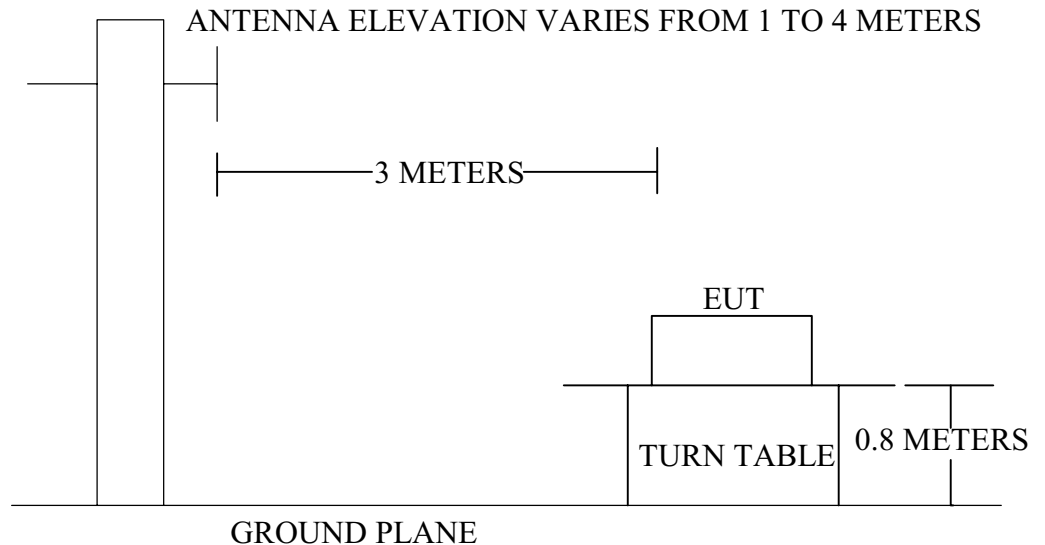 ANTENNA ELEVATION VARIES FROM 1 TO 4 METERS
3 METERS
EUT
TURN TABLE
0.8 METERS
GROUND PLANE